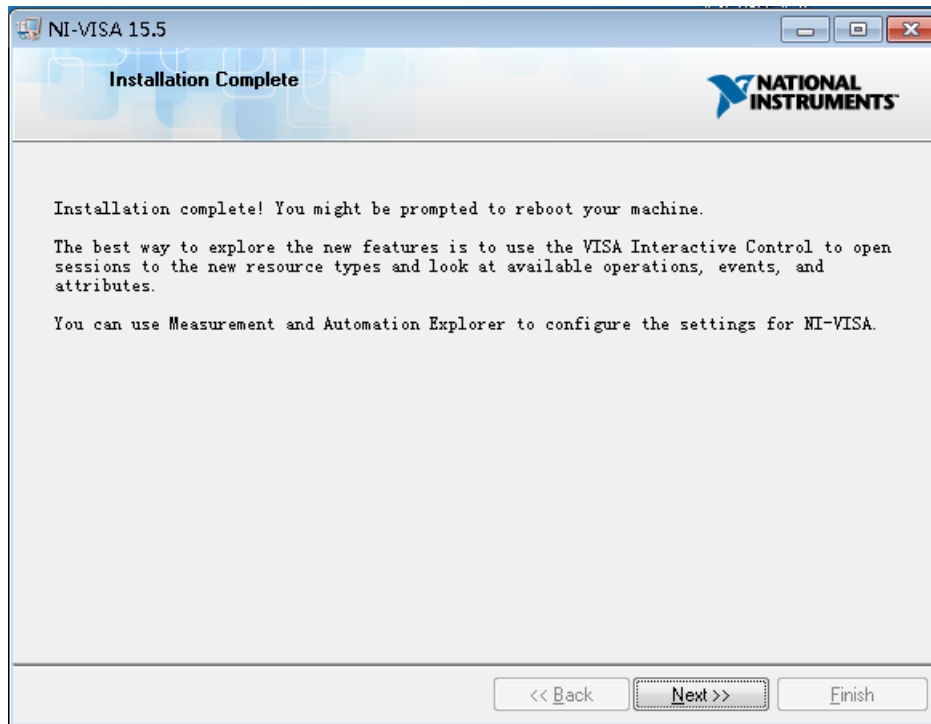 NI-VISA 15.5
Installation Complete
NATIONAL
INSTRUMENTS™
Installation complete! You might be prompted to reboot your machine.
The best way to explore the new features is to use the VISA Interactive Control to open
sessions to the new resource types and look at available operations, events, and
attributes.
You can use Measurement and Automation Explorer to configure the settings for NI-VISA.
<< Back
Next >>
Finish